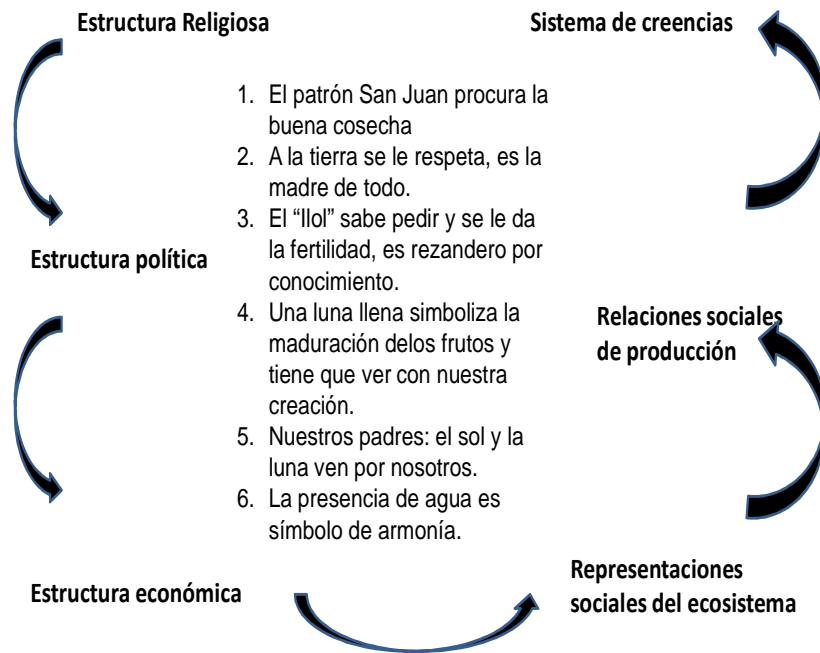 Estructura Religiosa
Sistema de creencias
1. El patrón San Juan procura la
buena cosecha
2. A la tierra se le respeta, es la
madre de todo.
3. El “Ilol” sabe pedir y se le da
la fertilidad, es rezandero por
conocimiento.
4. Una luna llena simboliza la
maduración delos frutos y
tiene que ver con nuestra
creación.
5. Nuestros padres: el sol y la
luna ven por nosotros.
6. La presencia de agua es
símbolo de armonía.
Estructura política
Relaciones sociales
de producción
Estructura económica
Representaciones
sociales del ecosistema